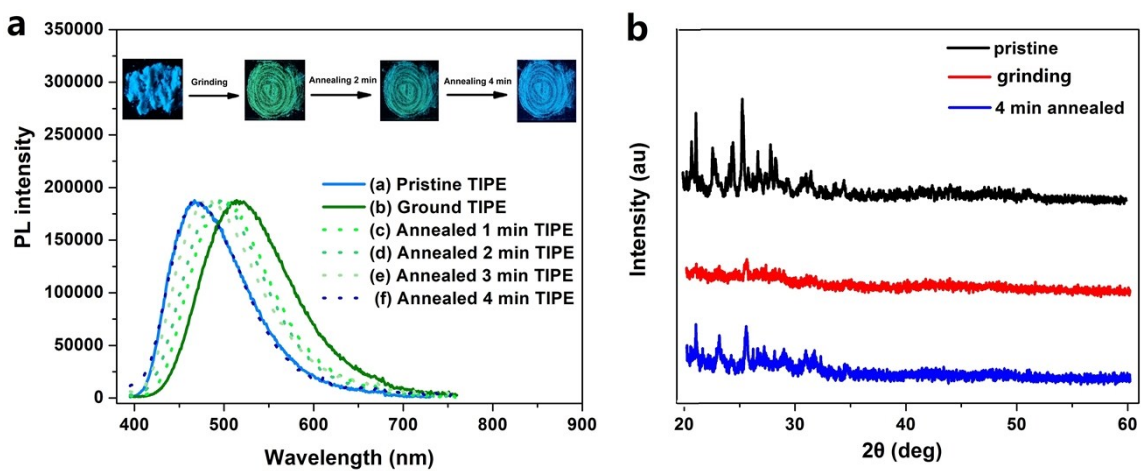 a
350000
300000
250000
200000
150000
100000
50000
0
PL intensity
Grinding
Annealing 2 min
Annealing 4 min
(a) Pristine TIPE
(b) Ground TIPE
(c) Annealed 1 min TIPE
(d) Annealed 2 min TIPE
(e) Annealed 3 min TIPE
(f) Annealed 4 min TIPE
400 500 600 700 800 900
Wavelength (nm)
b
pristine
grinding
4 min annealed
Intensity (au)
20 30 40 50 60
2θ (deg)